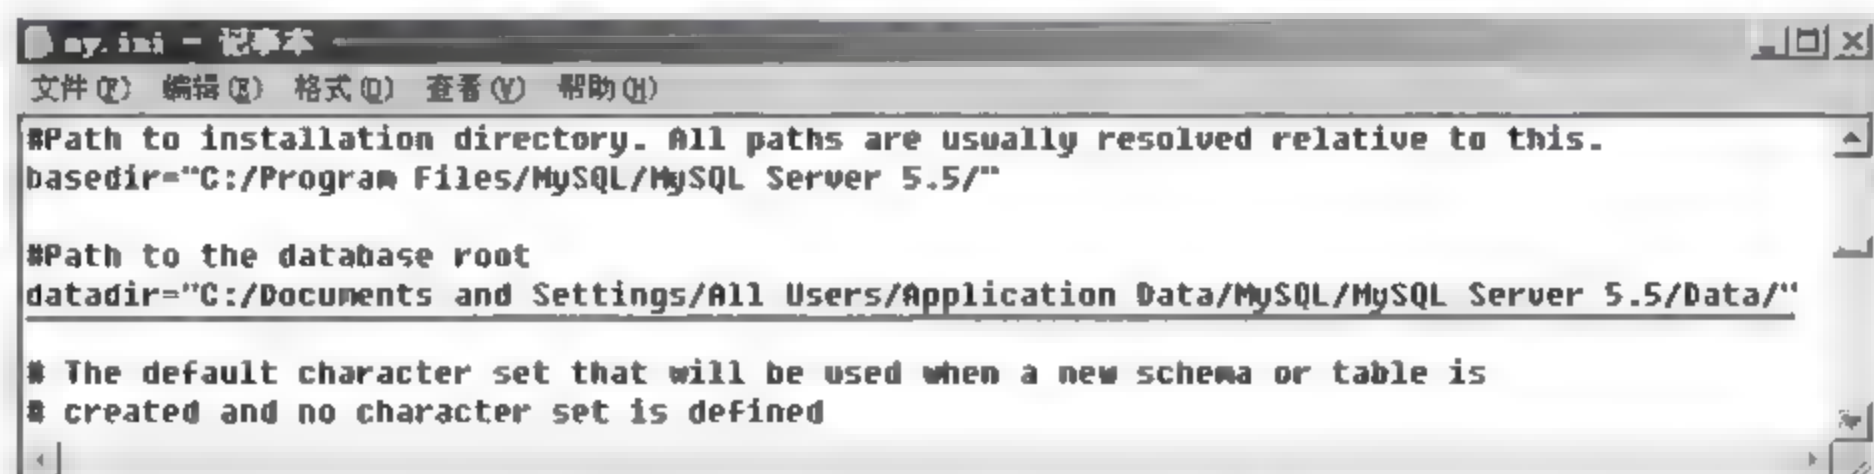 my.ini - 记事本
文件(F) 编辑(E) 格式(O) 查看(V) 帮助(H)
#Path to installation directory. All paths are usually resolved relative to this.
basedir="C:/Program Files/MySQL/MySQL Server 5.5/"
#Path to the database root
datadir="C:/Documents and Settings/All Users/Application Data/MySQL/MySQL Server 5.5/Data/"
# The default character set that will be used when a new schema or table is
# created and no character set is defined